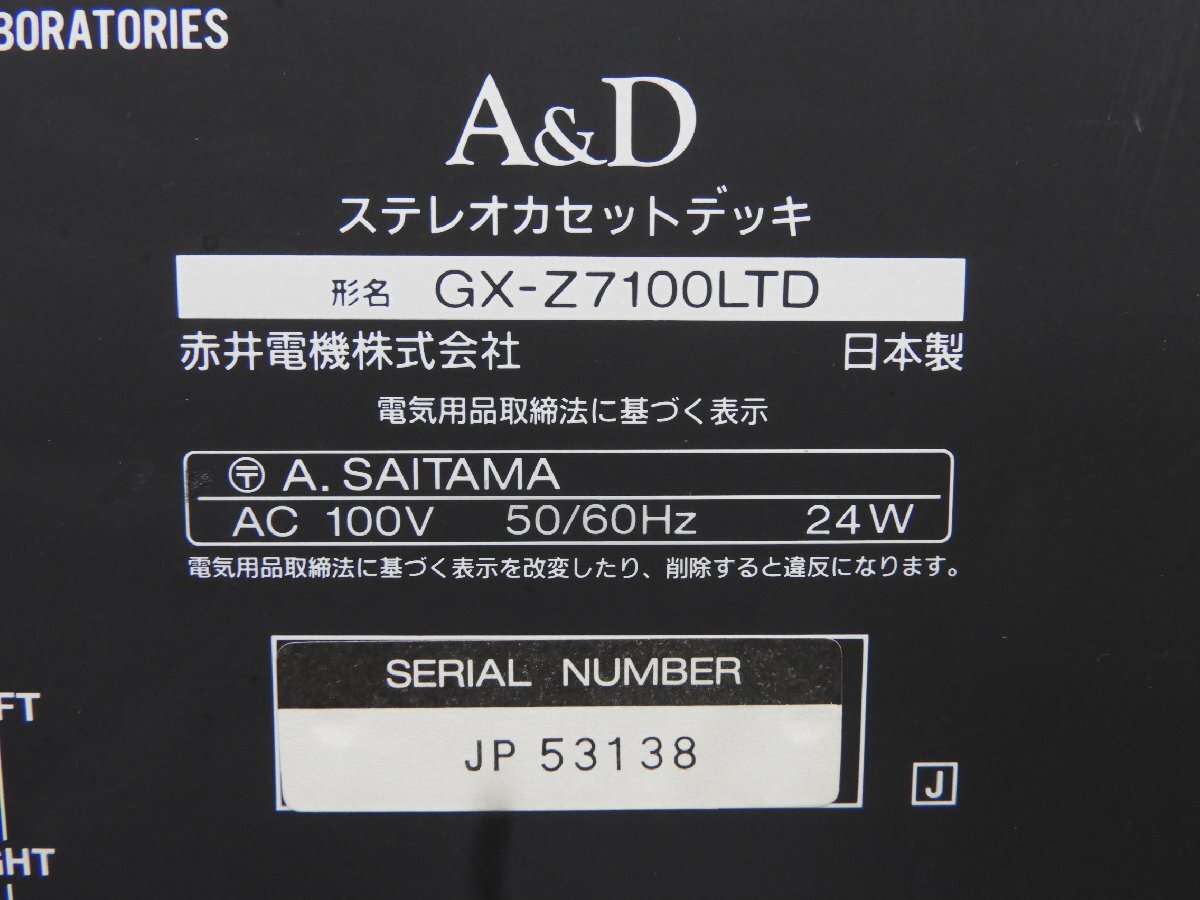 BORATORIES
A&D
ステレオカセットデッキ
形名 GX-Z7100LTD
赤井電機株式会社 日本製
電気用品取締法に基づく表示
〶 A. SAITAMA
AC 100V 50/60Hz 24W
電気用品取締法に基づく表示を改変したり、削除すると違反になります。
SERIAL NUMBER
JP 53138
J
FT
GHT